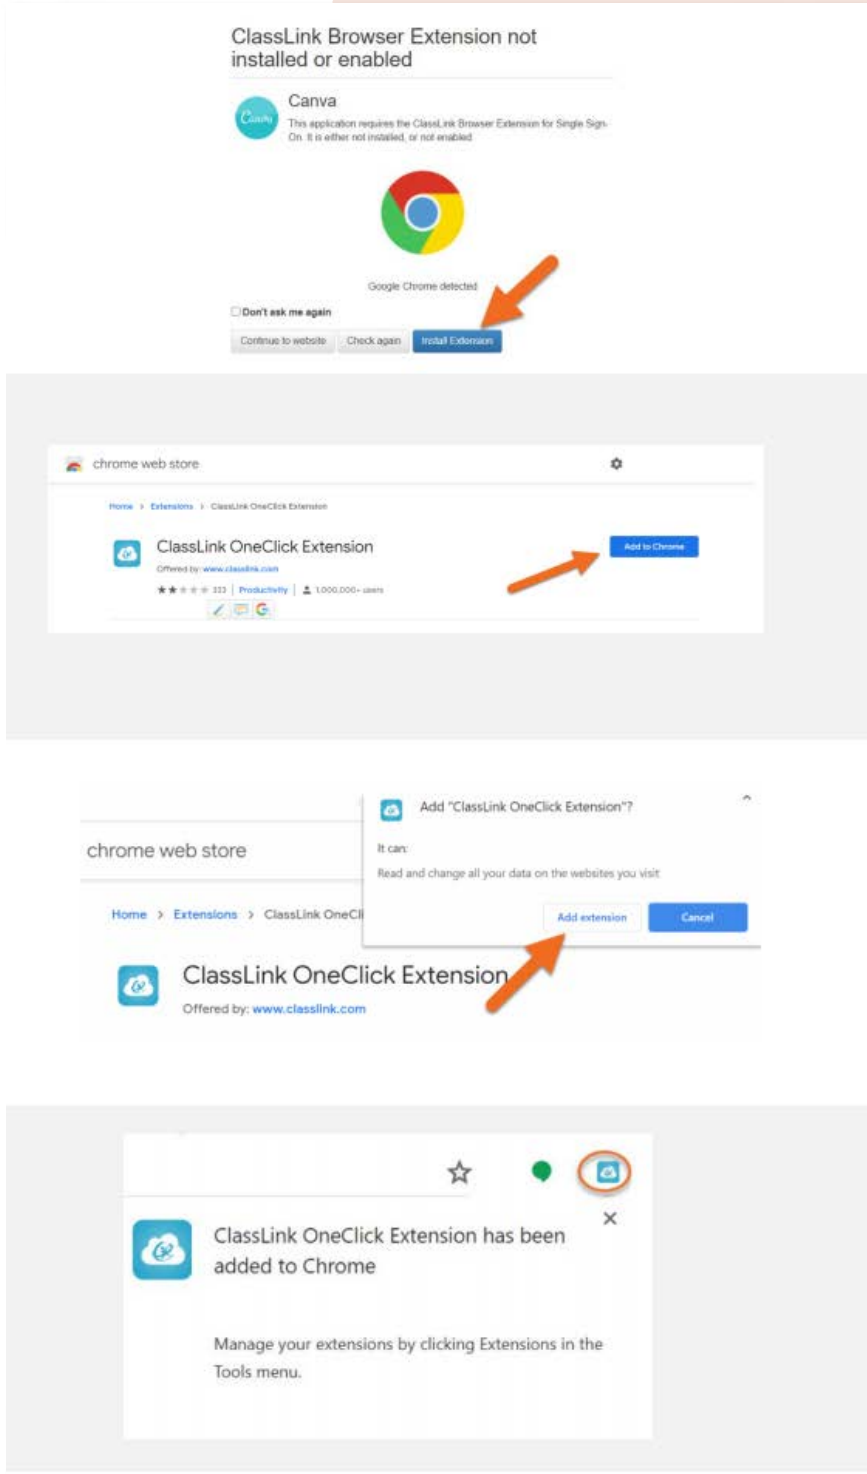 ClassLink Browser Extension not
installed or enabled
Canva
Canva
This application requires the ClassLink Browser Extension for Single Sign-
On. It is either not installed, or not enabled
Google Chrome detected
Don't ask me again
Continue to website Check again Install Extension
chrome web store
Home > Extensions > ClassLink OneClick Extension
ClassLink OneClick Extension
Add to Chrome
Offered by: www.classlink.com
333 | Productivity | 1,000,000+ users
Add "ClassLink OneClick Extension"?
chrome web store
It can:
Read and change all your data on the websites you visit
Home > Extensions > ClassLink OneCli
Add extension Cancel
ClassLink OneClick Extension
Offered by: www.classlink.com
ClassLink OneClick Extension has been
added to Chrome
Manage your extensions by clicking Extensions in the
Tools menu.